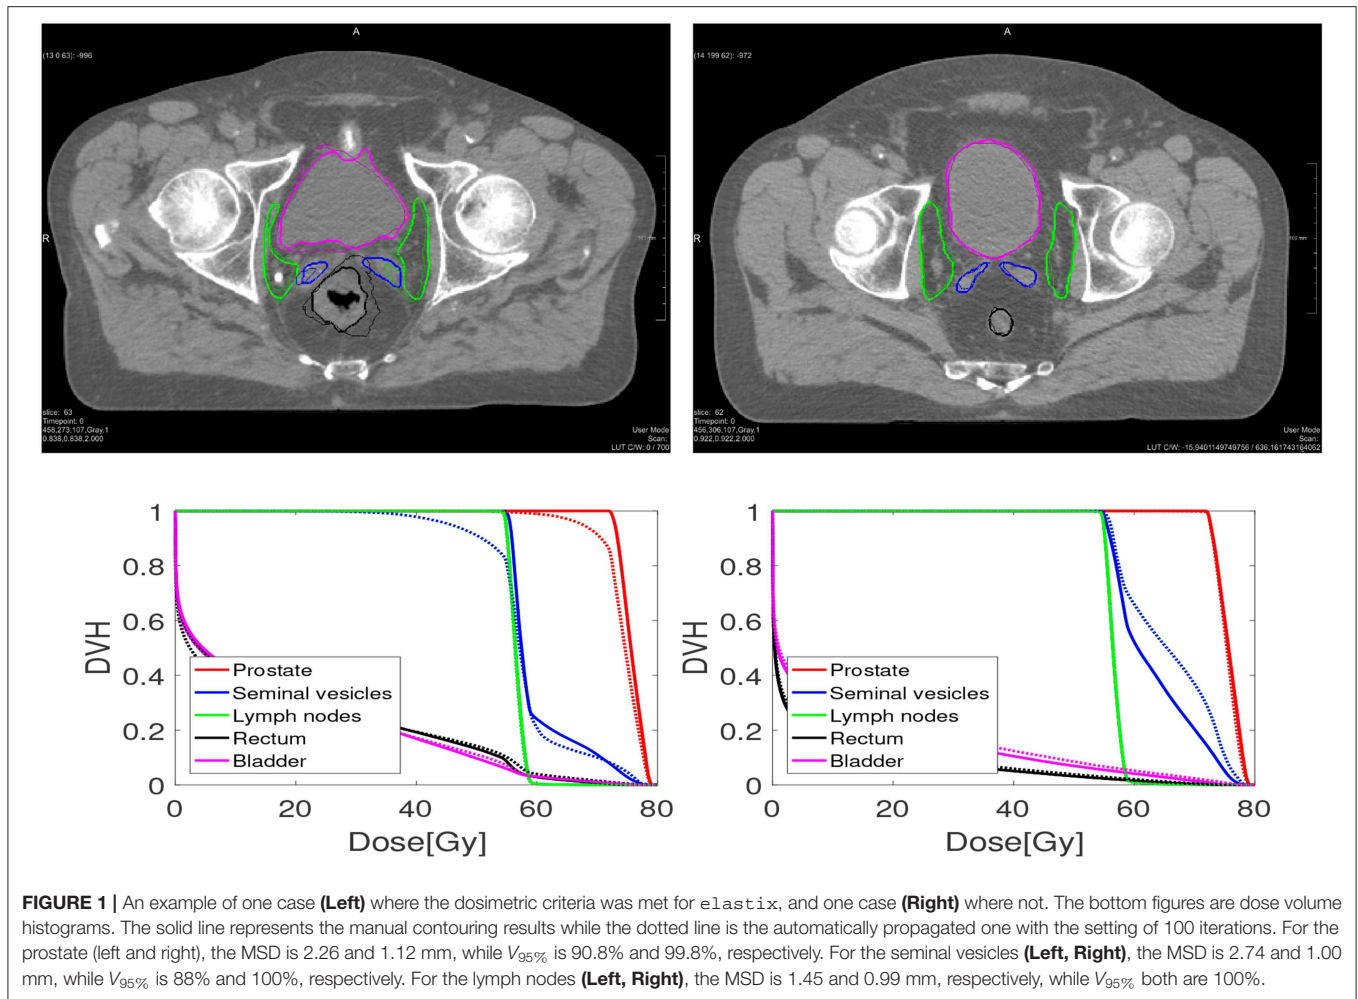 A
(13 0 63): -996
R
101 mm
slice: 63
Timepoint: 0
458,273,107,Gray,1
0.838,0.838,2.000
User Mode
Scan:
LUT C/W: 0 / 700
A
(14 199 62): -972
R
slice: 62
Timepoint: 0
456,306,107,Gray,1
0.922,0.922,2.000
User Mode
Scan:
LUT C/W: -15.9401149749756 / 636.161743164062
1
0.8
0.6
0.4
0.2
0
DVH
Prostate
Seminal vesicles
Lymph nodes
Rectum
Bladder
0 20 40 60 80
Dose[Gy]
1
0.8
0.6
0.4
0.2
0
DVH
Prostate
Seminal vesicles
Lymph nodes
Rectum
Bladder
0 20 40 60 80
Dose[Gy]
FIGURE 1 | An example of one case (Left) where the dosimetric criteria was met for elastix, and one case (Right) where not. The bottom figures are dose volume
histograms. The solid line represents the manual contouring results while the dotted line is the automatically propagated one with the setting of 100 iterations. For the
prostate (left and right), the MSD is 2.26 and 1.12 mm, while V95% is 90.8% and 99.8%, respectively. For the seminal vesicles (Left, Right), the MSD is 2.74 and 1.00
mm, while V95% is 88% and 100%, respectively. For the lymph nodes (Left, Right), the MSD is 1.45 and 0.99 mm, respectively, while V95% both are 100%.